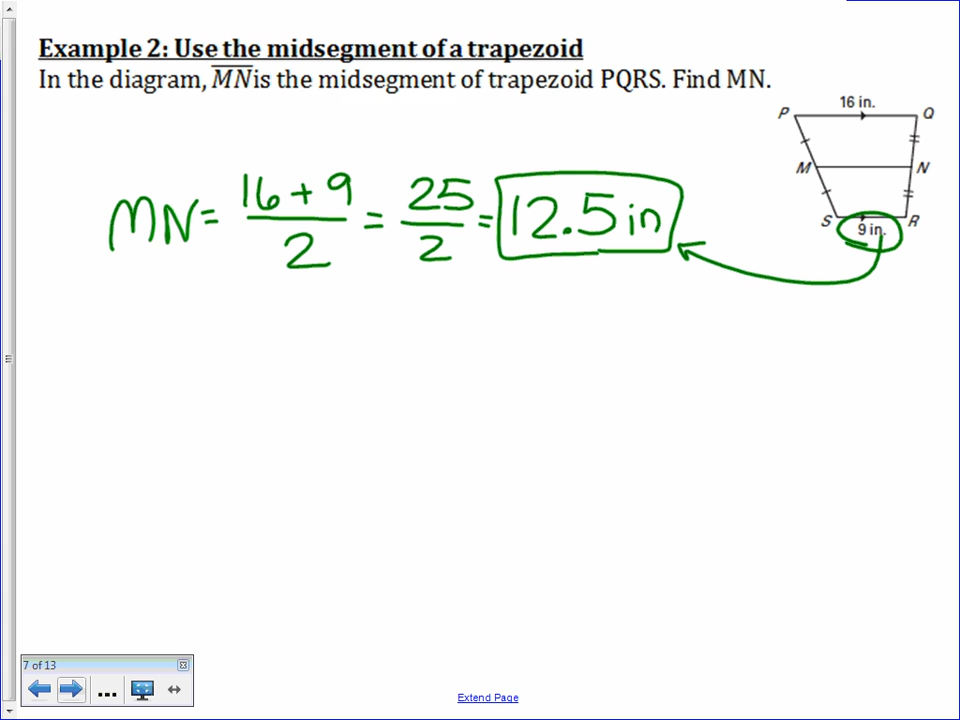 Example 2: Use the midsegment of a trapezoid
In the diagram, MN is the midsegment of trapezoid PQRS. Find MN.
16 in.
P Q
M N
S R
9 in.
MN = 16 + 9 / 2 = 25 / 2 = 12.5 in
7 of 13
...
Extend Page